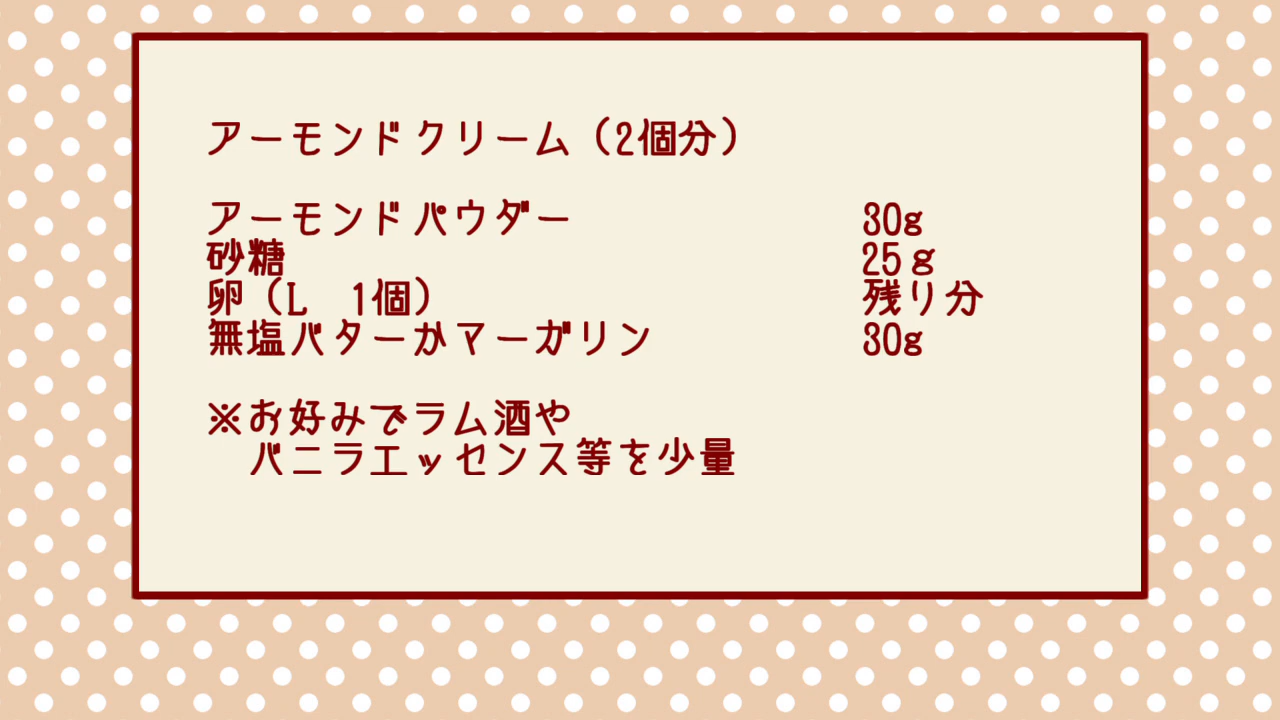 アーモンドクリーム（2個分）
アーモンドパウダー　30g
砂糖　25ｇ
卵（L　1個）　残り分
無塩バターかマーガリン　30g
※お好みでラム酒や
バニラエッセンス等を少量